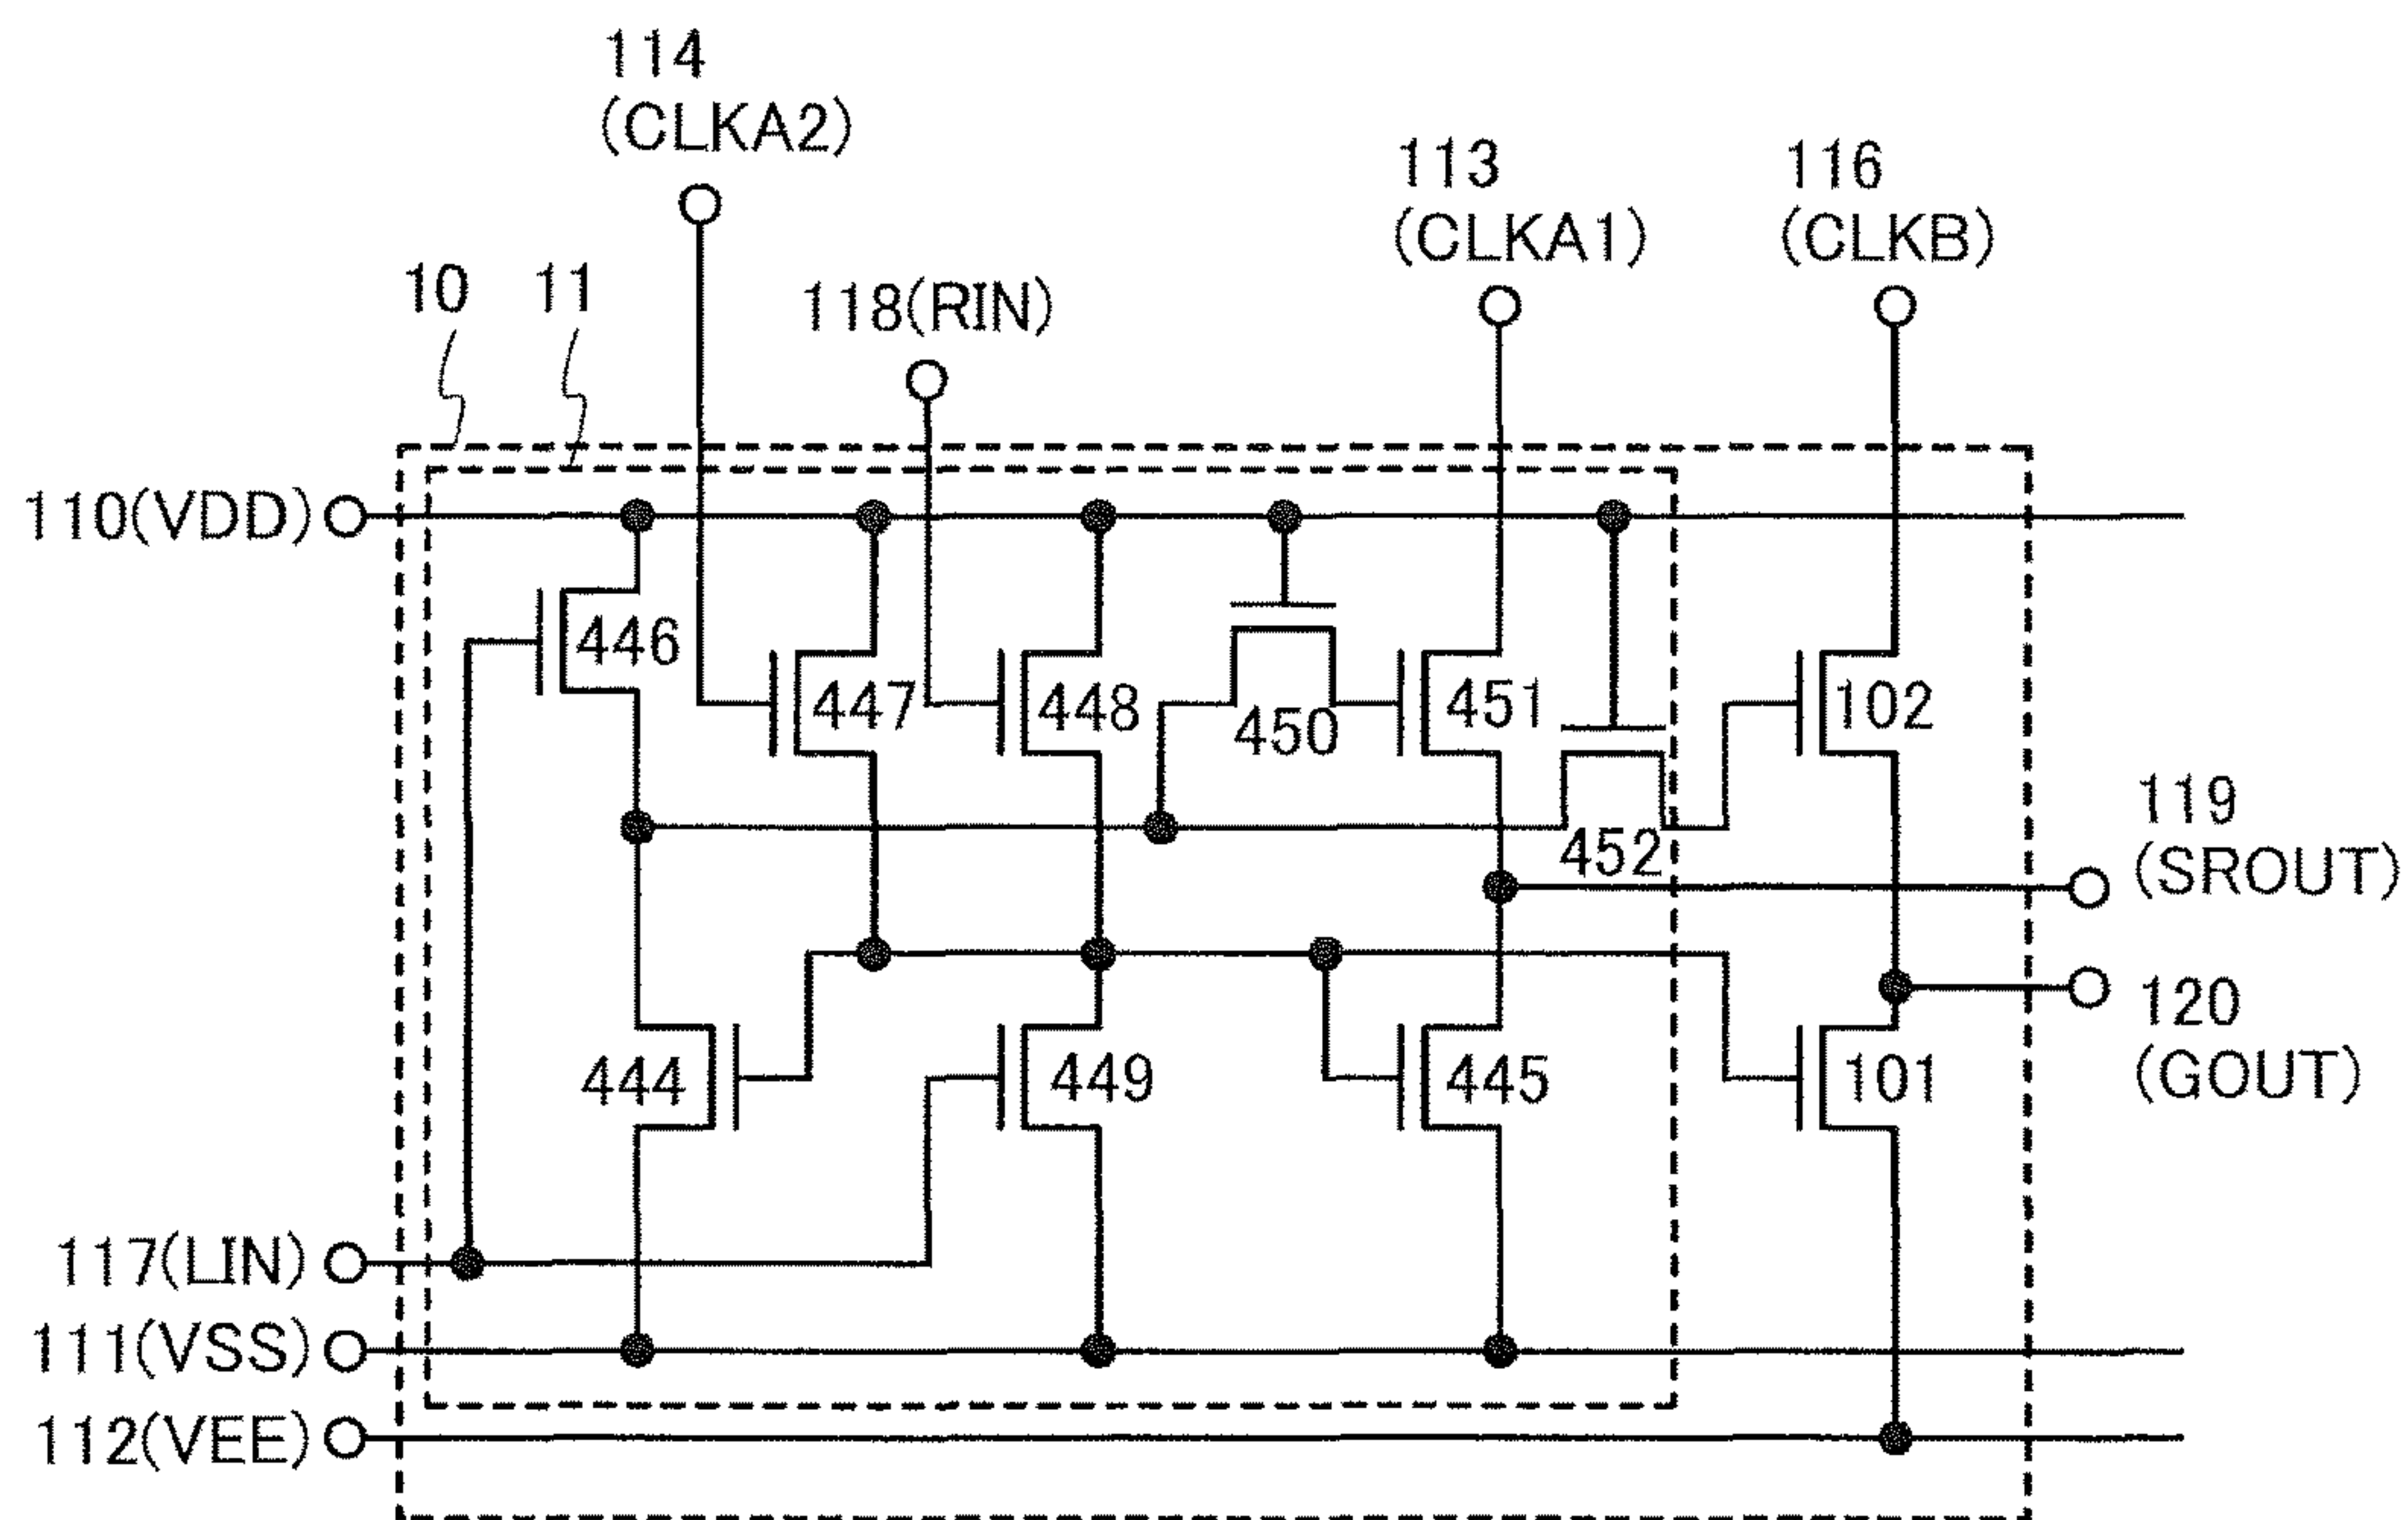 114
(CLKA2)
113
(CLKA1)
116
(CLKB)
10
11
118(RIN)
110(VDD)
446
447
448
450
451
452
102
119
(SROUT)
120
(GOUT)
444
449
445
101
117(LIN)
111(VSS)
112(VEE)